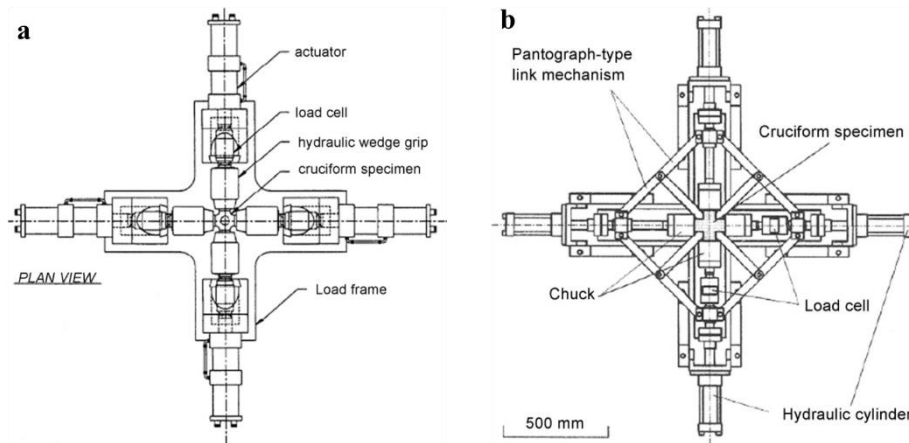 a
actuator
load cell
hydraulic wedge grip
cruciform specimen
PLAN VIEW
Load frame
b
Pantograph-type
link mechanism
Cruciform specimen
Chuck
Load cell
500 mm
Hydraulic cylinder